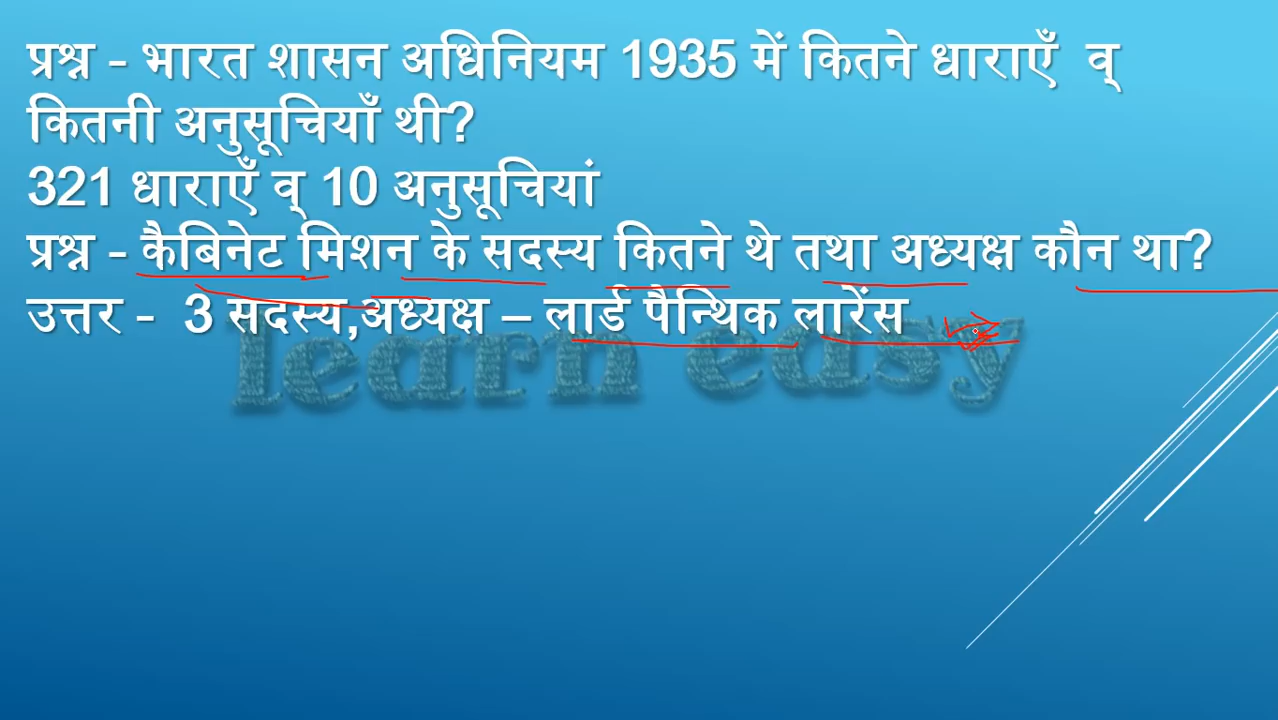 प्रश्न - भारत शासन अधिनियम 1935 में कितने धाराएँ व्
कितनी अनुसूचियाँ थी?
321 धाराएँ व् 10 अनुसूचियां
प्रश्न - कैबिनेट मिशन के सदस्य कितने थे तथा अध्यक्ष कौन था?
उत्तर - 3 सदस्य,अध्यक्ष – लार्ड पैन्थिक लारेंस
learn easy